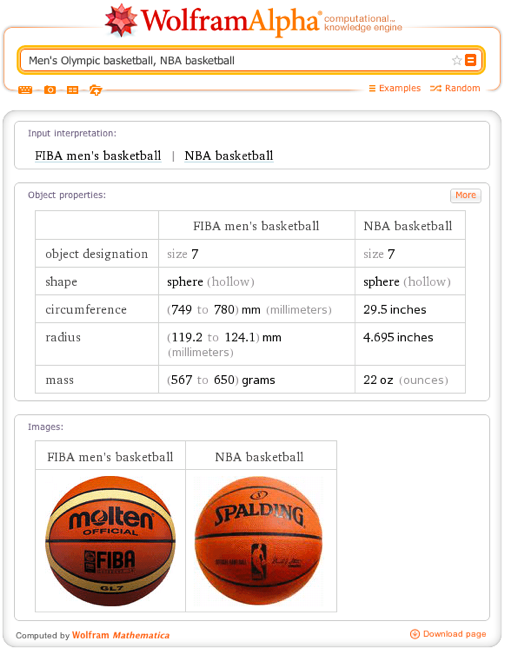 WolframAlpha® computational... knowledge engine
Men's Olympic basketball, NBA basketball
Examples Random
Input interpretation:
FIBA men's basketball | NBA basketball
Object properties: More
FIBA men's basketball NBA basketball
object designation size 7 size 7
shape sphere (hollow) sphere (hollow)
circumference (749 to 780) mm (millimeters) 29.5 inches
radius (119.2 to 124.1) mm (millimeters) 4.695 inches
mass (567 to 650) grams 22 oz (ounces)
Images:
FIBA men's basketball NBA basketball
molten
OFFICIAL
FIBA
GL7
SPALDING
Computed by Wolfram Mathematica Download page